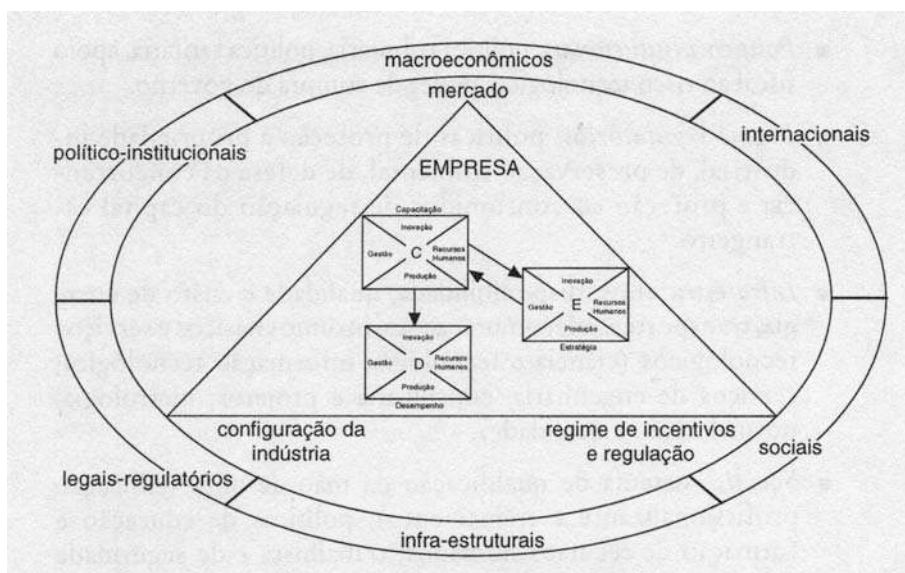 macroeconômicos
mercado
político-institucionais
internacionais
EMPRESA
Capacitação
Inovação
Gestão
C
Recursos
Humanos
Produção
Inovação
Gestão
E
Recursos
Humanos
Produção
Estratégia
Inovação
Gestão
D
Recursos
Humanos
Produção
Desempenho
configuração da
indústria
regime de incentivos
e regulação
legais-regulatórios
sociais
infra-estruturais